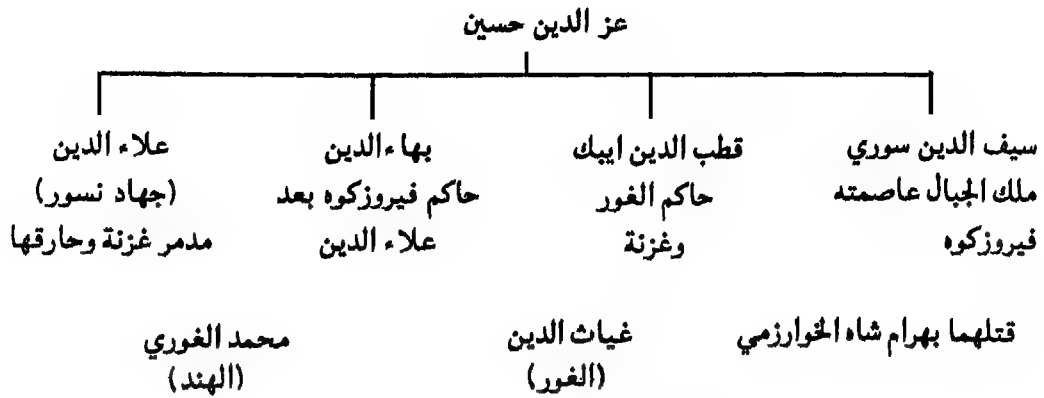 عز الدين حسين
سيف الدين سوري
ملك الجبال عاصمته
فيروزكوه
قطب الدين ايبك
حاكم الغور
وغزنة
بهاء الدين
حاكم فيروزكوه بعد
علاء الدين
علاء الدين
(جهاد نسور)
مدمر غزنة وحارقها
قتلهما بهرام شاه الخوارزمي
غياث الدين
(الغور)
محمد الغوري
(الهند)